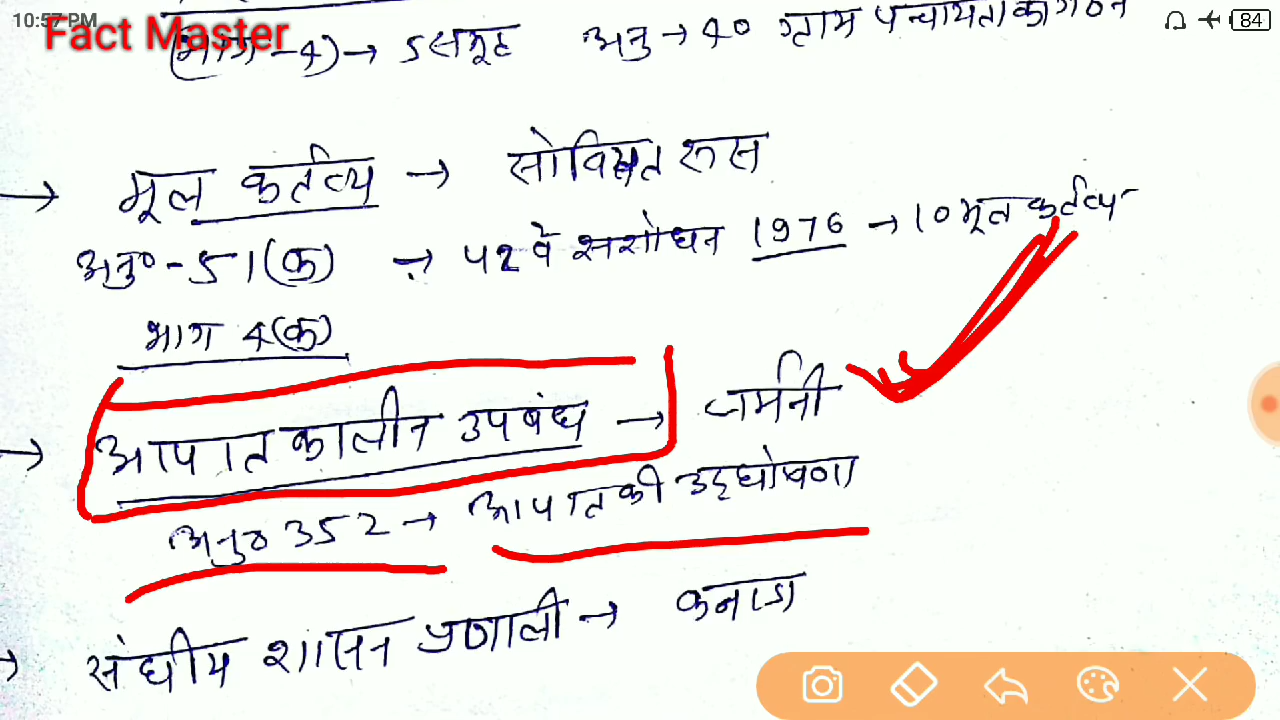 10:57 PM
84
Fact Master
(भाग-4) → 5 समूह अनु → 40 ग्राम पन्चायतो का गठन
→ मूल कर्तव्य → सोवियत रूस
अनु० - 51(क) → 42 वें सशोधन 1976 → 10 मूल कर्तव्य
भाग 4(क)
→ आपातकालीन उपबंध → जर्मनी
अनु० 352 → आपात की उद्घोषणा
→ संघीय शासन प्रणाली → कनाडा